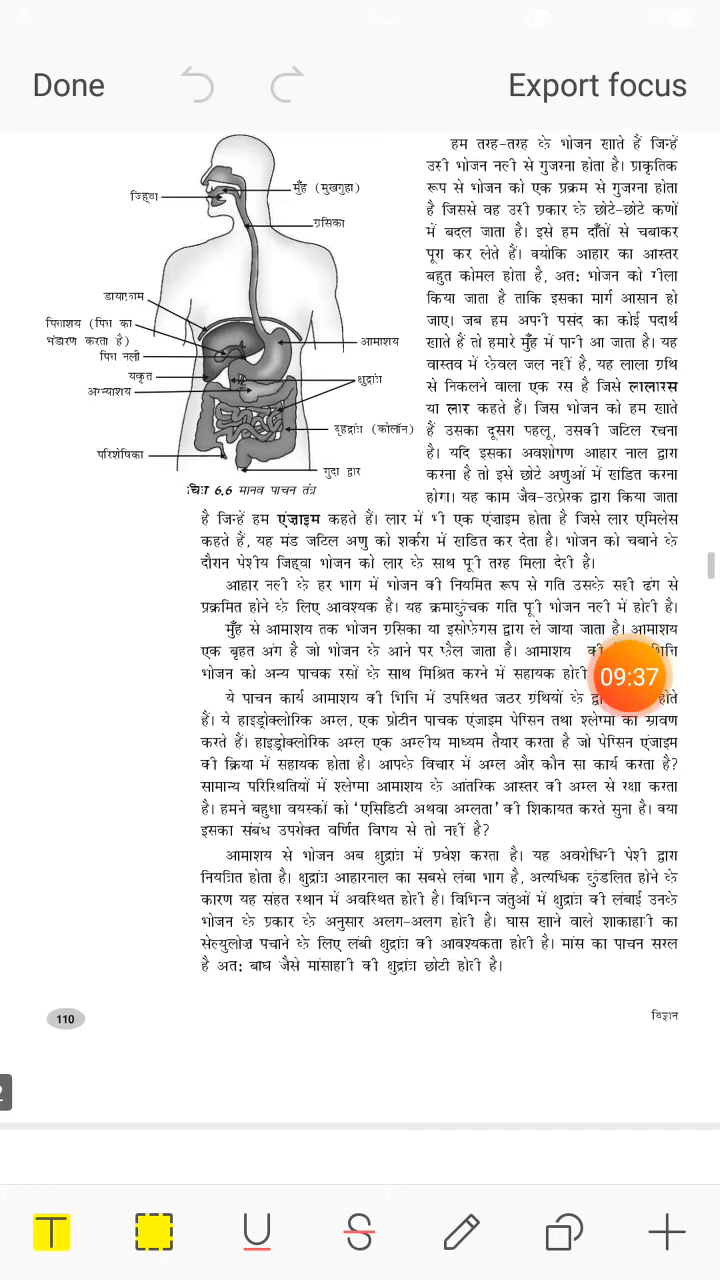 Done
Export focus
जिह्वा
मुँह (मुखगुहा)
ग्रसिका
डायाफ्राम
पित्ताशय (पित्त का
भंडारण करता है)
पित्त नली
यकृत
अग्न्याशय
आमाशय
क्षुद्रांत्र
बृहद्रांत्र (कोलॉन)
परिशेषिका
गुदा द्वार
चित्र 6.6 मानव पाचन तंत्र
हम तरह-तरह के भोजन खाते हैं जिन्हें
उसी भोजन नली से गुजरना होता है। प्राकृतिक
रूप से भोजन को एक प्रक्रम से गुजरना होता
है जिससे वह उसी प्रकार के छोटे-छोटे कणों
में बदल जाता है। इसे हम दाँतों से चबाकर
पूरा कर लेते हैं। क्योंकि आहार का आस्तर
बहुत कोमल होता है, अतः भोजन को गीला
किया जाता है ताकि इसका मार्ग आसान हो
जाए। जब हम अपनी पसंद का कोई पदार्थ
खाते हैं तो हमारे मुँह में पानी आ जाता है। यह
वास्तव में केवल जल नहीं है, यह लाला ग्रंथि
से निकलने वाला एक रस है जिसे लालारस
या लार कहते हैं। जिस भोजन को हम खाते
हैं उसका दूसरा पहलू, उसकी जटिल रचना
है। यदि इसका अवशोषण आहार नाल द्वारा
करना है तो इसे छोटे अणुओं में खंडित करना
होगा। यह काम जैव-उत्प्रेरक द्वारा किया जाता
है जिन्हें हम एंज़ाइम कहते हैं। लार में भी एक एंजाइम होता है जिसे लार एमिलेस
कहते हैं, यह मंड जटिल अणु को शर्करा में खंडित कर देता है। भोजन को चबाने के
दौरान पेशीय जिह्वा भोजन को लार के साथ पूरी तरह मिला देती है।
आहार नली के हर भाग में भोजन की नियमित रूप से गति उसके सही ढंग से
प्रक्रमित होने के लिए आवश्यक है। यह क्रमाकुंचक गति पूरी भोजन नली में होती है।
मुँह से आमाशय तक भोजन ग्रसिका या इसोफेगस द्वारा ले जाया जाता है। आमाशय
एक बृहत अंग है जो भोजन के आने पर फैल जाता है। आमाशय की भित्ति
भोजन को अन्य पाचक रसों के साथ मिश्रित करने में सहायक होती
09:37
ये पाचन कार्य आमाशय की भित्ति में उपस्थित जठर ग्रंथियों के होते
हैं। ये हाइड्रोक्लोरिक अम्ल, एक प्रोटीन पाचक एंजाइम पेप्सिन तथा श्लेष्मा का स्रावण
करते हैं। हाइड्रोक्लोरिक अम्ल एक अम्लीय माध्यम तैयार करता है जो पेप्सिन एंजाइम
की क्रिया में सहायक होता है। आपके विचार में अम्ल और कौन सा कार्य करता है?
सामान्य परिस्थितियों में श्लेष्मा आमाशय के आंतरिक आस्तर की अम्ल से रक्षा करता
है। हमने बहुधा वयस्कों को ‘एसिडिटी अथवा अम्लता’ की शिकायत करते सुना है। क्या
इसका संबंध उपरोक्त वर्णित विषय से तो नहीं है?
आमाशय से भोजन अब क्षुद्रांत्र में प्रवेश करता है। यह अवरोधिनी पेशी द्वारा
नियंत्रित होता है। क्षुद्रांत्र आहारनाल का सबसे लंबा भाग है, अत्यधिक कुंडलित होने के
कारण यह संहत स्थान में अवस्थित होती है। विभिन्न जंतुओं में क्षुद्रांत्र की लंबाई उनके
भोजन के प्रकार के अनुसार अलग-अलग होती है। घास खाने वाले शाकाहारी का
सेल्युलोज़ पचाने के लिए लंबी क्षुद्रांत्र की आवश्यकता होती है। मांस का पाचन सरल
है अतः बाघ जैसे मांसाहारी की क्षुद्रांत्र छोटी होती है।
110
विज्ञान